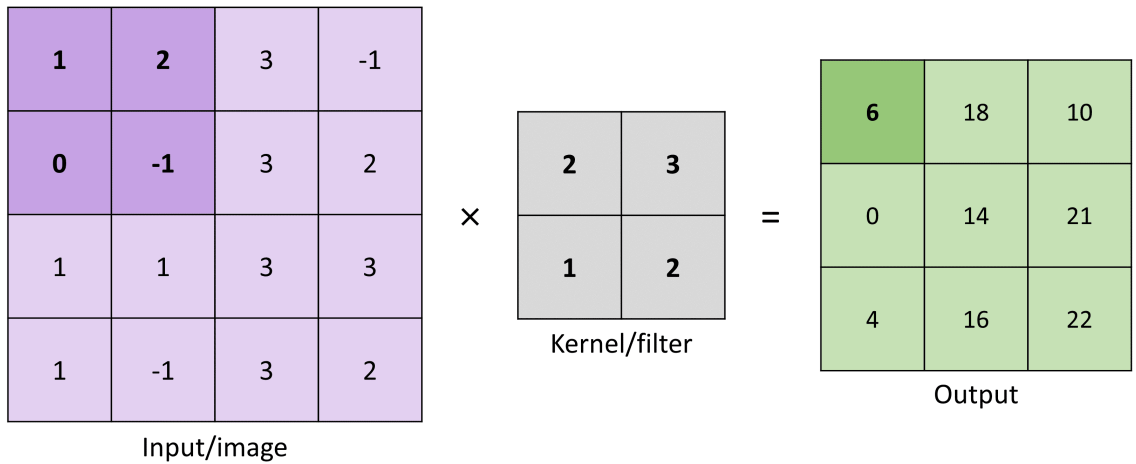 1 2 3 -1
0 -1 3 2
1 1 3 3
1 -1 3 2
Input/image
×
2 3
1 2
Kernel/filter
=
6 18 10
0 14 21
4 16 22
Output